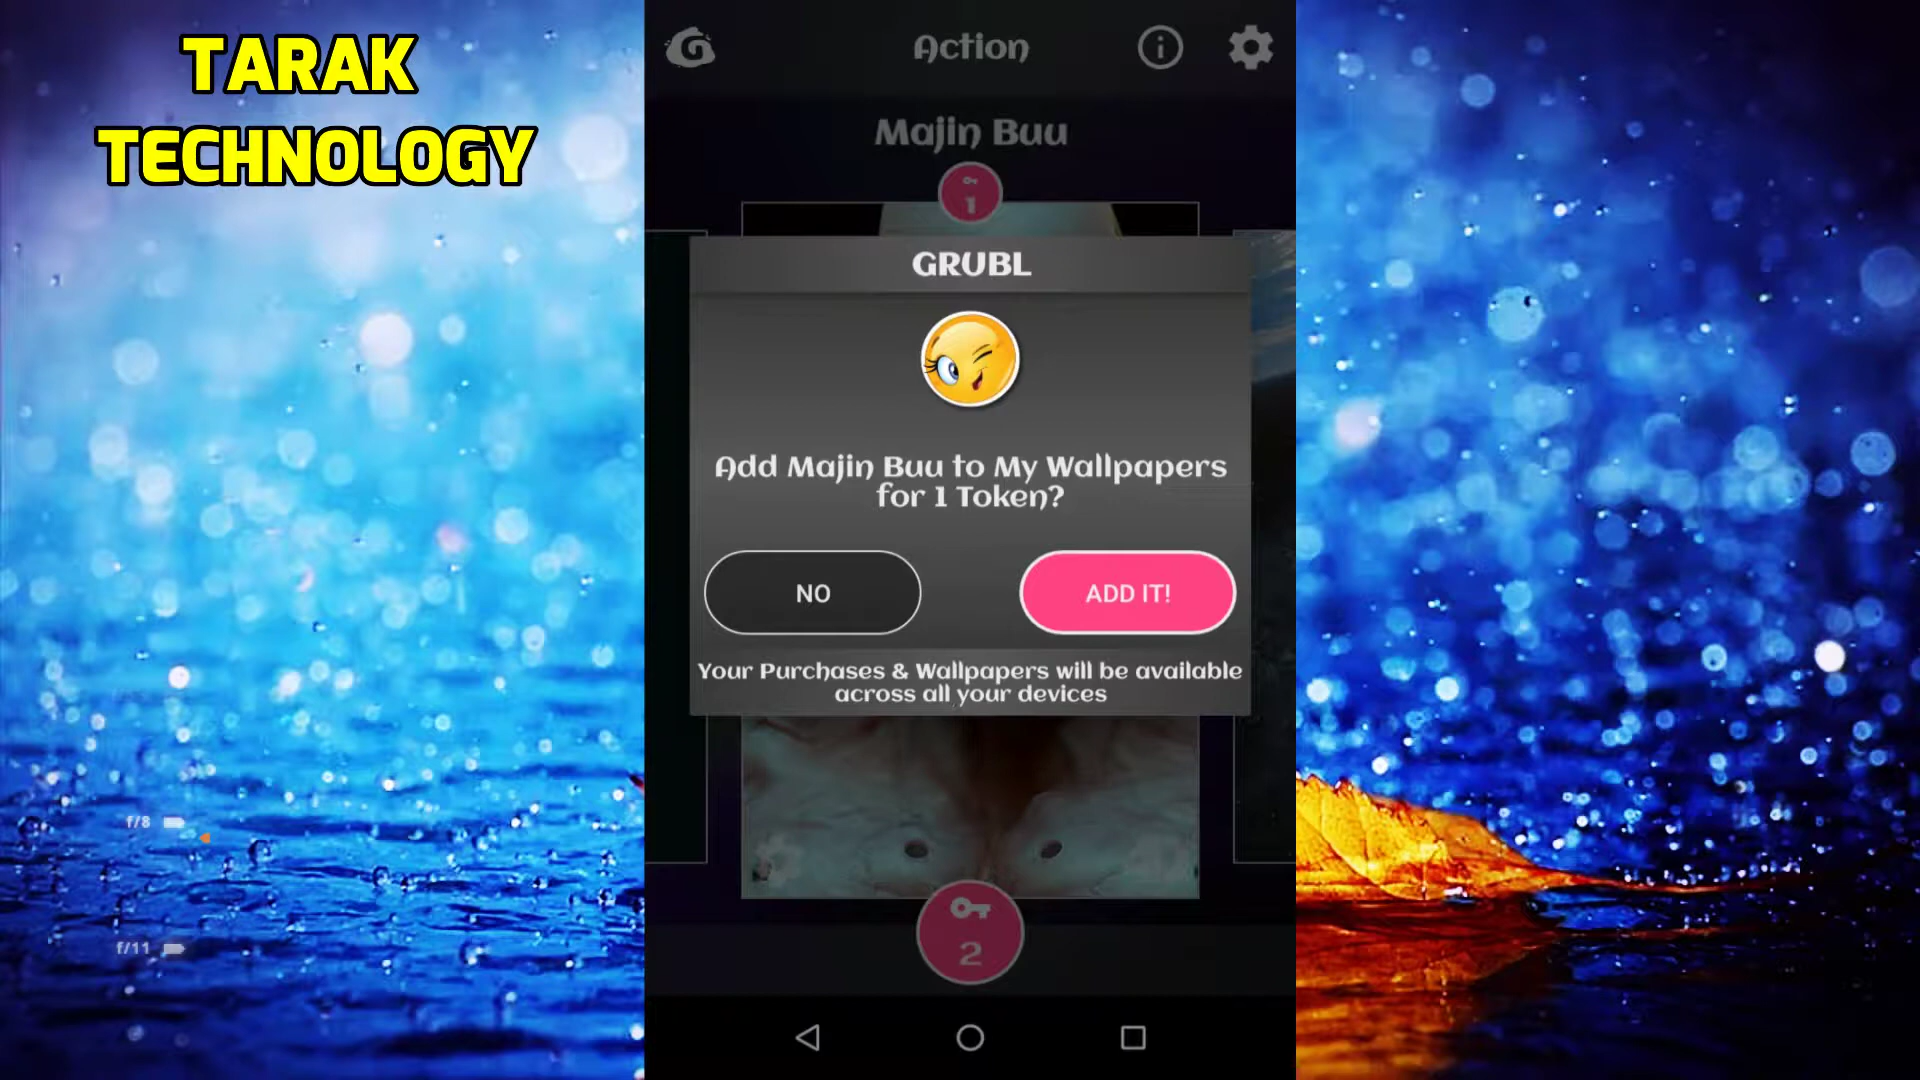 TARAK
TECHNOLOGY
Action
Majin Buu
1
GRUBL
Add Majin Buu to My Wallpapers
for 1 Token?
NO
ADD IT!
Your Purchases & Wallpapers will be available
across all your devices
2
f/8
f/11